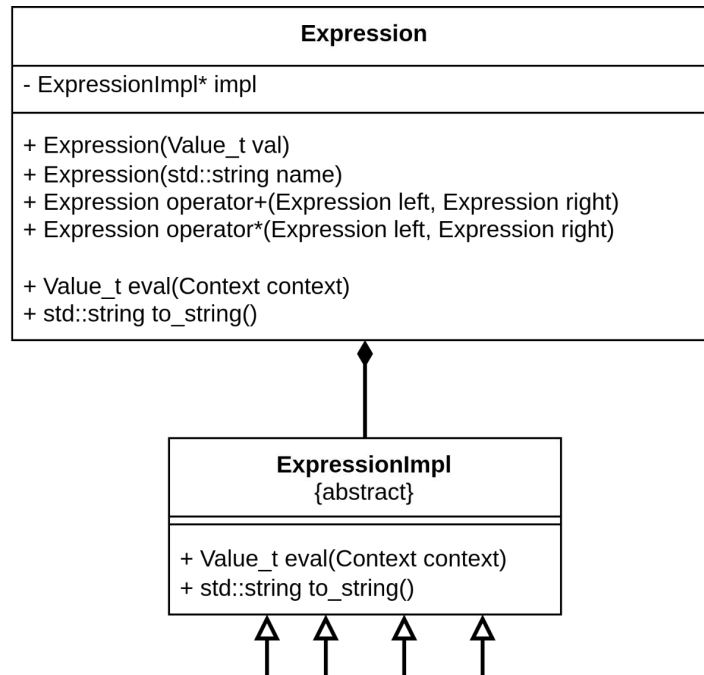 Expression
- ExpressionImpl* impl
+ Expression(Value_t val)
+ Expression(std::string name)
+ Expression operator+(Expression left, Expression right)
+ Expression operator*(Expression left, Expression right)
+ Value_t eval(Context context)
+ std::string to_string()
ExpressionImpl
{abstract}
+ Value_t eval(Context context)
+ std::string to_string()